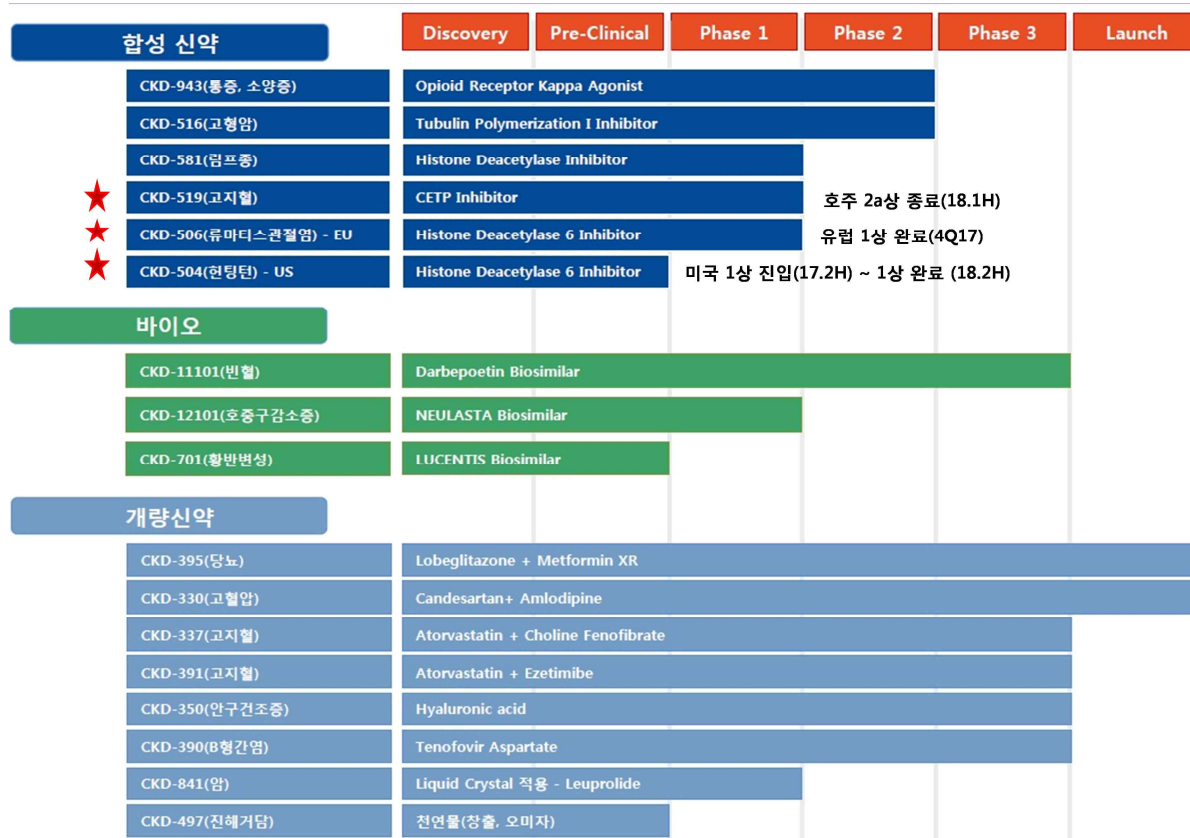 합성 신약 Discovery Pre-Clinical Phase 1 Phase 2 Phase 3 Launch
CKD-943(통증, 소양증) Opioid Receptor Kappa Agonist
CKD-516(고형암) Tubulin Polymerization I Inhibitor
CKD-581(림프종) Histone Deacetylase Inhibitor
CKD-519(고지혈) CETP Inhibitor 호주 2a상 종료(18.1H)
CKD-506(류마티스관절염) - EU Histone Deacetylase 6 Inhibitor 유럽 1상 완료(4Q17)
CKD-504(헌팅턴) - US Histone Deacetylase 6 Inhibitor 미국 1상 진입(17.2H) ~ 1상 완료 (18.2H)
바이오
CKD-11101(빈혈) Darbepoetin Biosimilar
CKD-12101(호중구감소증) NEULASTA Biosimilar
CKD-701(황반변성) LUCENTIS Biosimilar
개량신약
CKD-395(당뇨) Lobeglitazone + Metformin XR
CKD-330(고혈압) Candesartan+ Amlodipine
CKD-337(고지혈) Atorvastatin + Choline Fenofibrate
CKD-391(고지혈) Atorvastatin + Ezetimibe
CKD-350(안구건조증) Hyaluronic acid
CKD-390(B형간염) Tenofovir Aspartate
CKD-841(암) Liquid Crystal 적용 - Leuprolide
CKD-497(진해거담) 천연물(창출, 오미자)